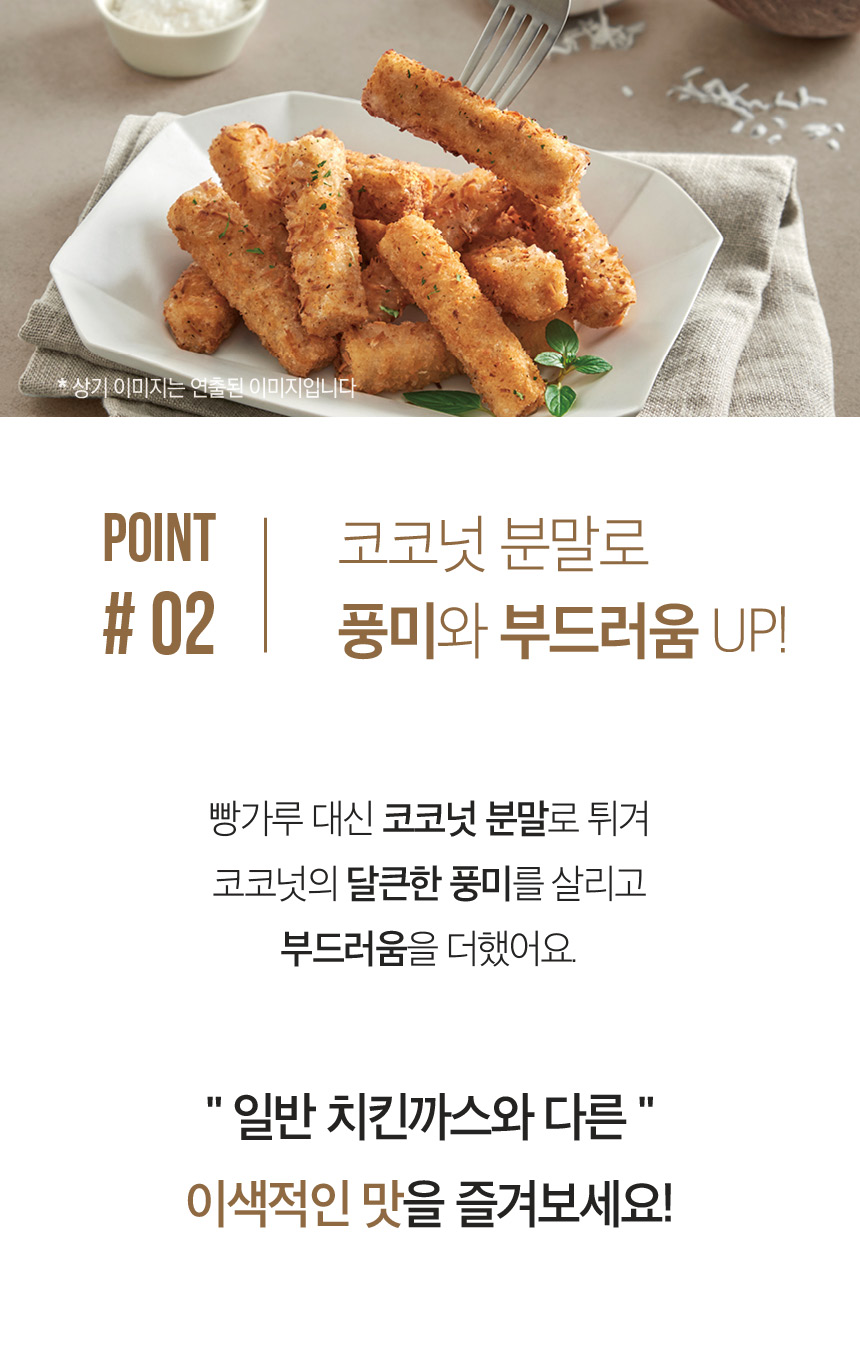 * 상기 이미지는 연출된 이미지입니다
POINT
# 02
코코넛 분말로
풍미와 부드러움 UP!
빵가루 대신 코코넛 분말로 튀겨
코코넛의 달큰한 풍미를 살리고
부드러움을 더했어요.
" 일반 치킨까스와 다른 "
이색적인 맛을 즐겨보세요!